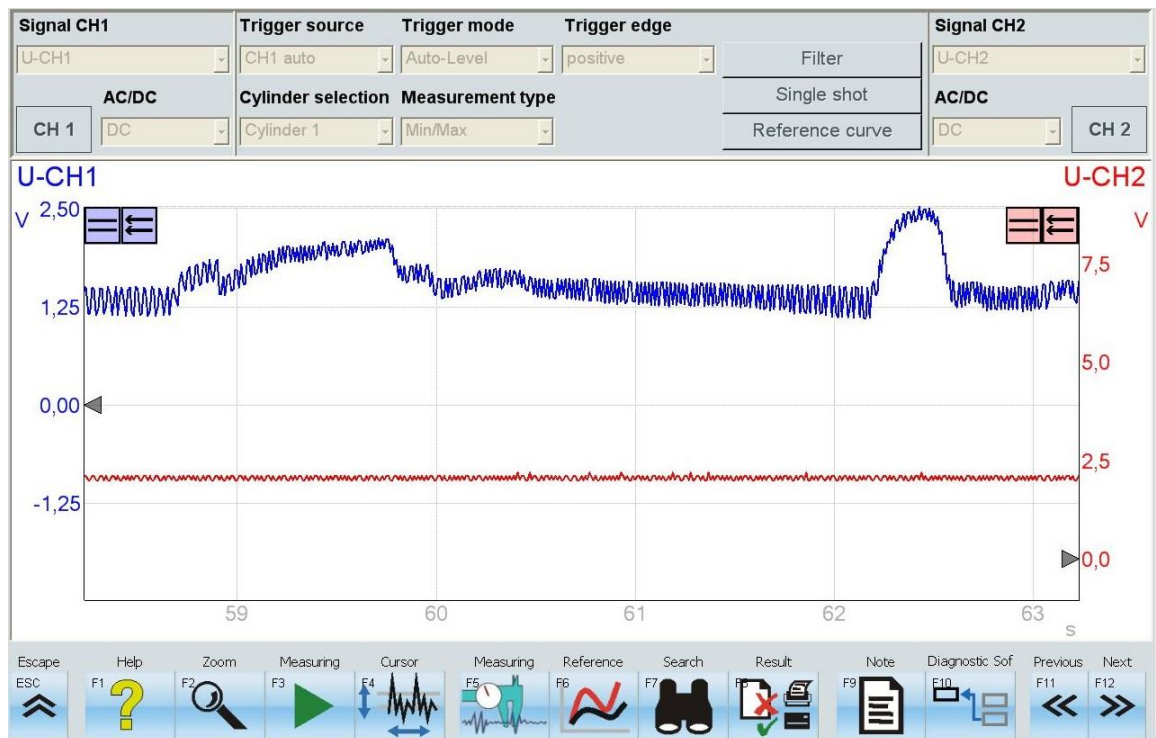 Signal CH1
Trigger source
Trigger mode
Trigger edge
Signal CH2
U-CH1
CH1 auto
Auto-Level
positive
Filter
U-CH2
Single shot
AC/DC
Cylinder selection
Measurement type
AC/DC
CH 1
DC
Cylinder 1
Min/Max
Reference curve
DC
CH 2
U-CH1
U-CH2
V
2,50
V
7,5
1,25
5,0
0,00
2,5
-1,25
0,0
59
60
61
62
63
s
Escape
Help
Zoom
Measuring
Cursor
Measuring
Reference
Search
Result
Note
Diagnostic Sof
Previous
Next
ESC
F1
F2
F3
F4
F5
F6
F7
F8
F9
F10
F11
F12